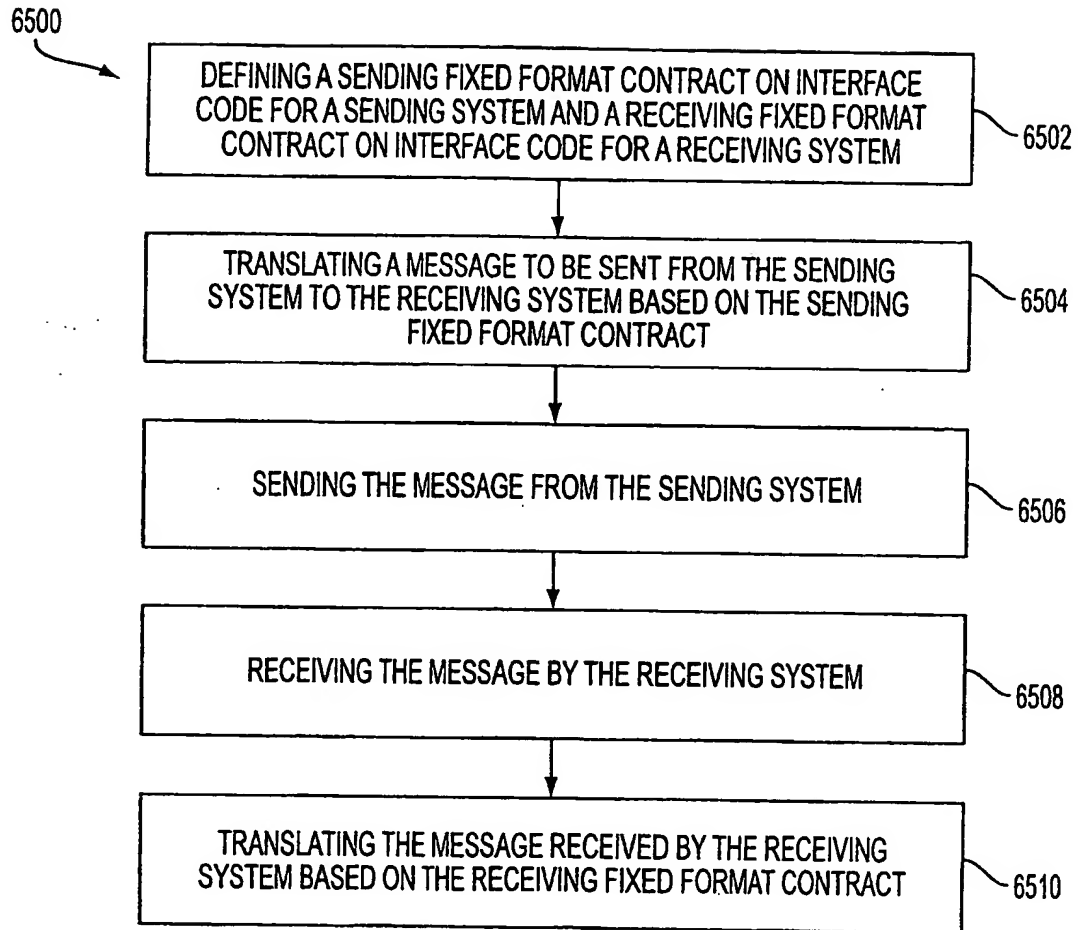 6500
DEFINING A SENDING FIXED FORMAT CONTRACT ON INTERFACE
CODE FOR A SENDING SYSTEM AND A RECEIVING FIXED FORMAT
CONTRACT ON INTERFACE CODE FOR A RECEIVING SYSTEM
6502
TRANSLATING A MESSAGE TO BE SENT FROM THE SENDING
SYSTEM TO THE RECEIVING SYSTEM BASED ON THE SENDING
FIXED FORMAT CONTRACT
6504
SENDING THE MESSAGE FROM THE SENDING SYSTEM
6506
RECEIVING THE MESSAGE BY THE RECEIVING SYSTEM
6508
TRANSLATING THE MESSAGE RECEIVED BY THE RECEIVING
SYSTEM BASED ON THE RECEIVING FIXED FORMAT CONTRACT
6510